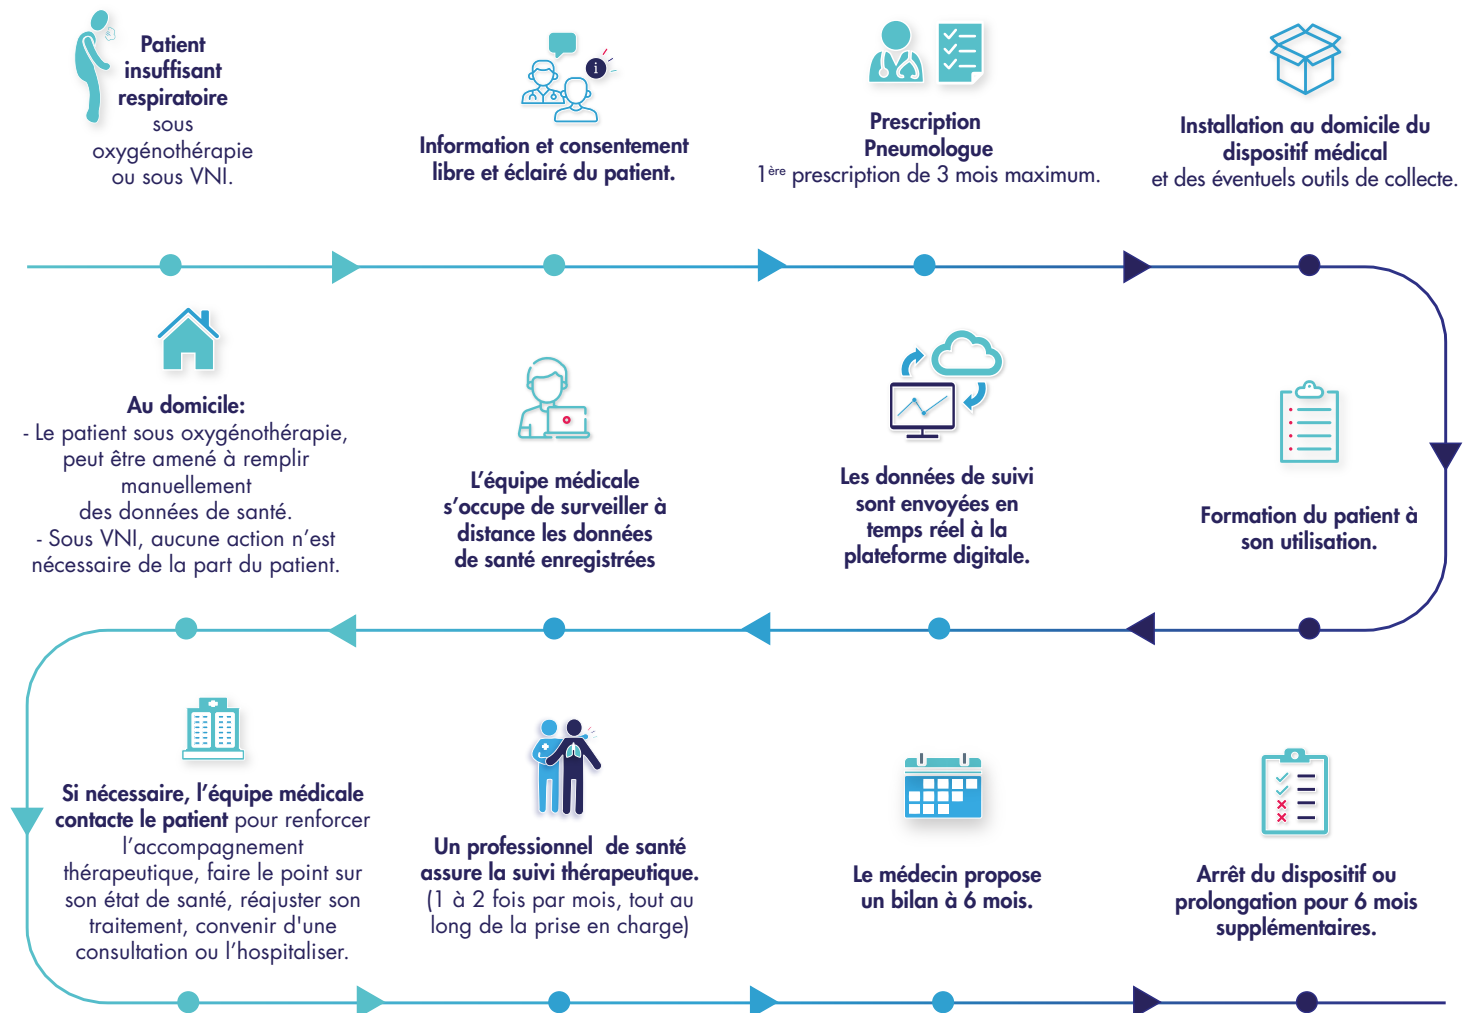 Patient
insuffisant
respiratoire
sous
oxygénothérapie
ou sous VNI.
i
Information et consentement
libre et éclairé du patient.
Prescription
Pneumologue
1ère prescription de 3 mois maximum.
Installation au domicile du
dispositif médical
et des éventuels outils de collecte.
Formation du patient à
son utilisation.
Les données de suivi
sont envoyées en
temps réel à la
plateforme digitale.
L’équipe médicale
s’occupe de surveiller à
distance les données
de santé enregistrées
Au domicile:
- Le patient sous oxygénothérapie,
peut être amené à remplir
manuellement
des données de santé.
- Sous VNI, aucune action n’est
nécessaire de la part du patient.
Si nécessaire, l’équipe médicale
contacte le patient pour renforcer
l’accompagnement
thérapeutique, faire le point sur
son état de santé, réajuster son
traitement, convenir d'une
consultation ou l’hospitaliser.
Un professionnel de santé
assure la suivi thérapeutique.
(1 à 2 fois par mois, tout au
long de la prise en charge)
Le médecin propose
un bilan à 6 mois.
Arrêt du dispositif ou
prolongation pour 6 mois
supplémentaires.